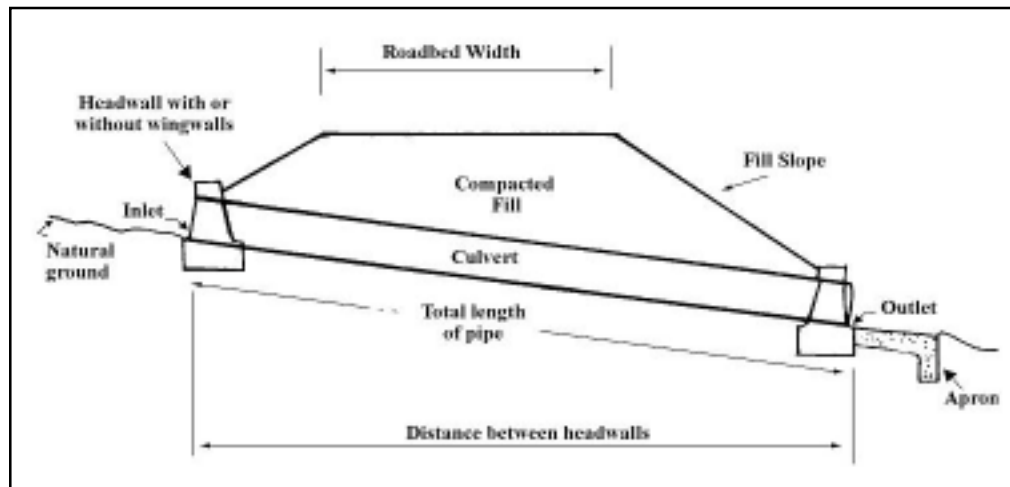 Roadbed Width
Headwall with or
without wingwalls
Fill Slope
Compacted
Fill
Inlet
Natural
ground
Culvert
Outlet
Total length
of pipe
Apron
Distance between headwalls